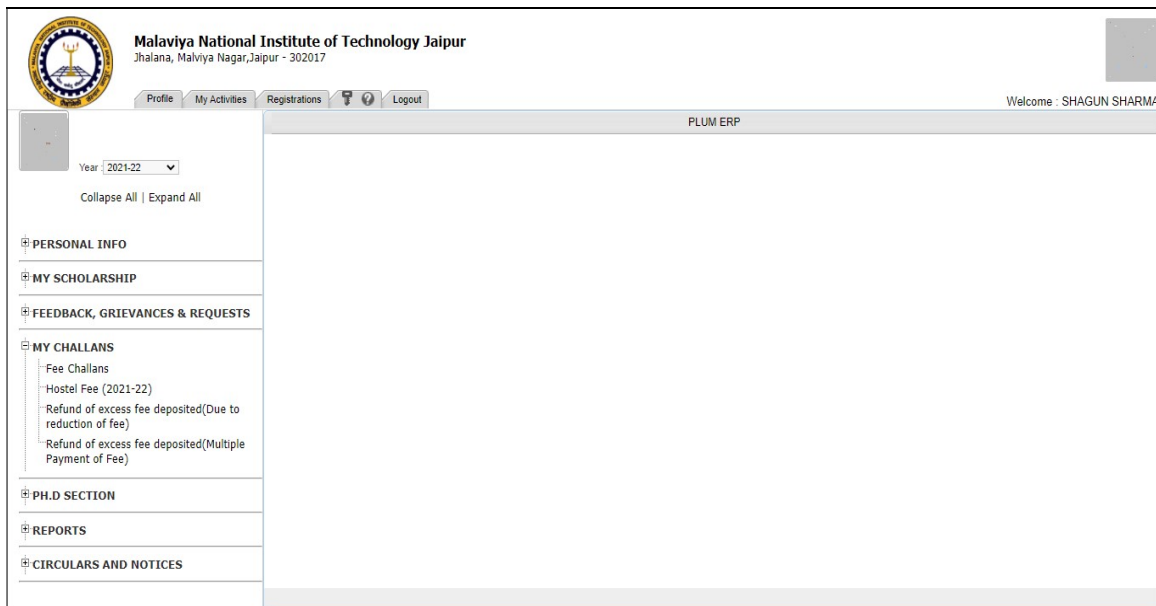 Malaviya National Institute of Technology Jaipur
Jhalana, Malviya Nagar,Jaipur - 302017
Profile My Activities Registrations Logout
Welcome : SHAGUN SHARMA
PLUM ERP
Year : 2021-22
Collapse All | Expand All
PERSONAL INFO
MY SCHOLARSHIP
FEEDBACK, GRIEVANCES & REQUESTS
MY CHALLANS
Fee Challans
Hostel Fee (2021-22)
Refund of excess fee deposited(Due to
reduction of fee)
Refund of excess fee deposited(Multiple
Payment of Fee)
PH.D SECTION
REPORTS
CIRCULARS AND NOTICES